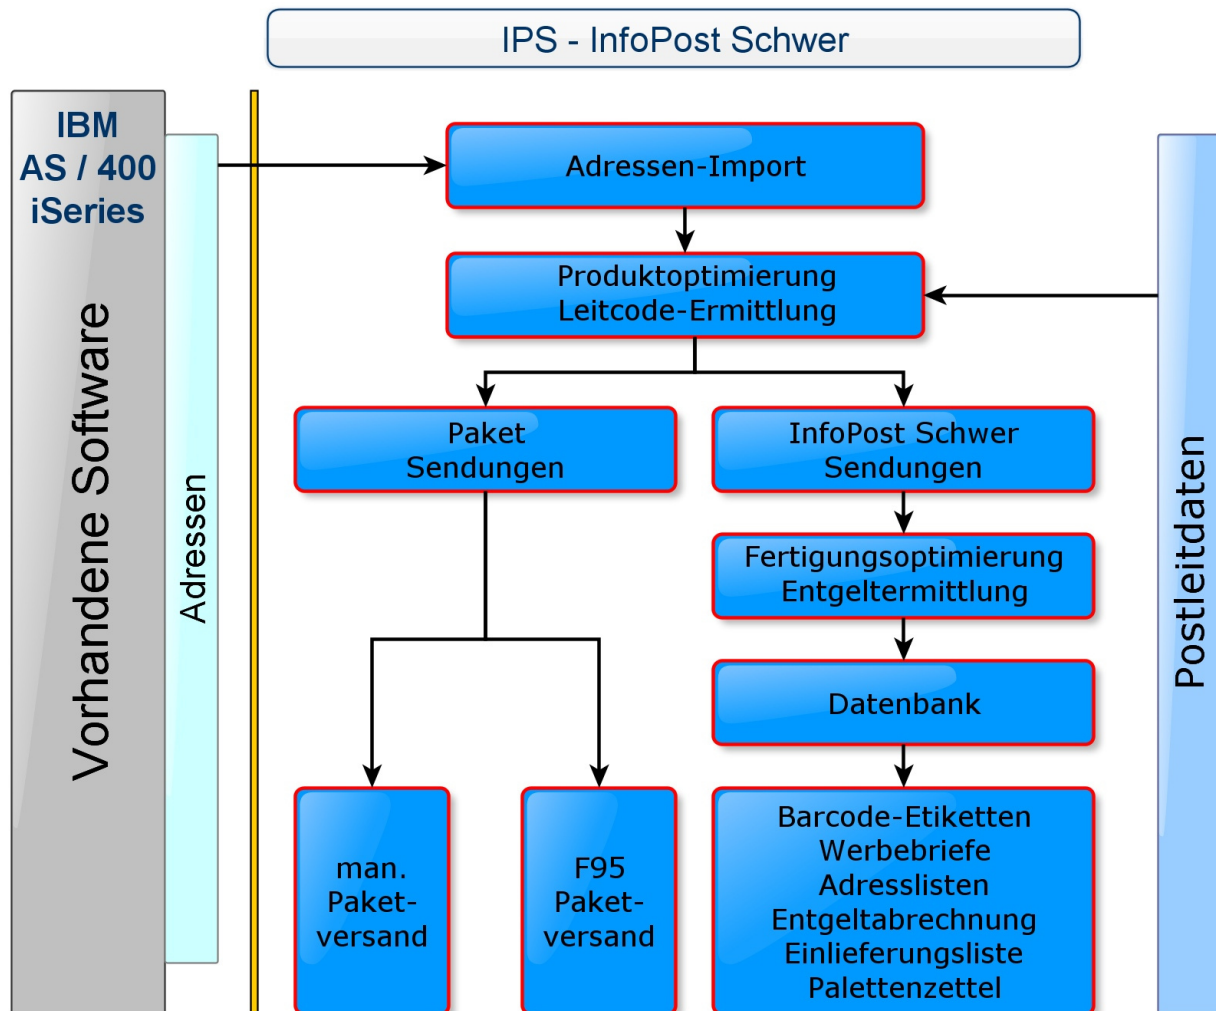 IPS - InfoPost Schwer
IBM
AS / 400
iSeries
Vorhandene Software
Adressen
Adressen-Import
Produktoptimierung
Leitcode-Ermittlung
Paket
Sendungen
InfoPost Schwer
Sendungen
Fertigungsoptimierung
Entgeltermittlung
Datenbank
man.
Paket-
versand
F95
Paket-
versand
Barcode-Etiketten
Werbebriefe
Adresslisten
Entgeltabrechnung
Einlieferungsliste
Palettenzettel
Postleitdaten